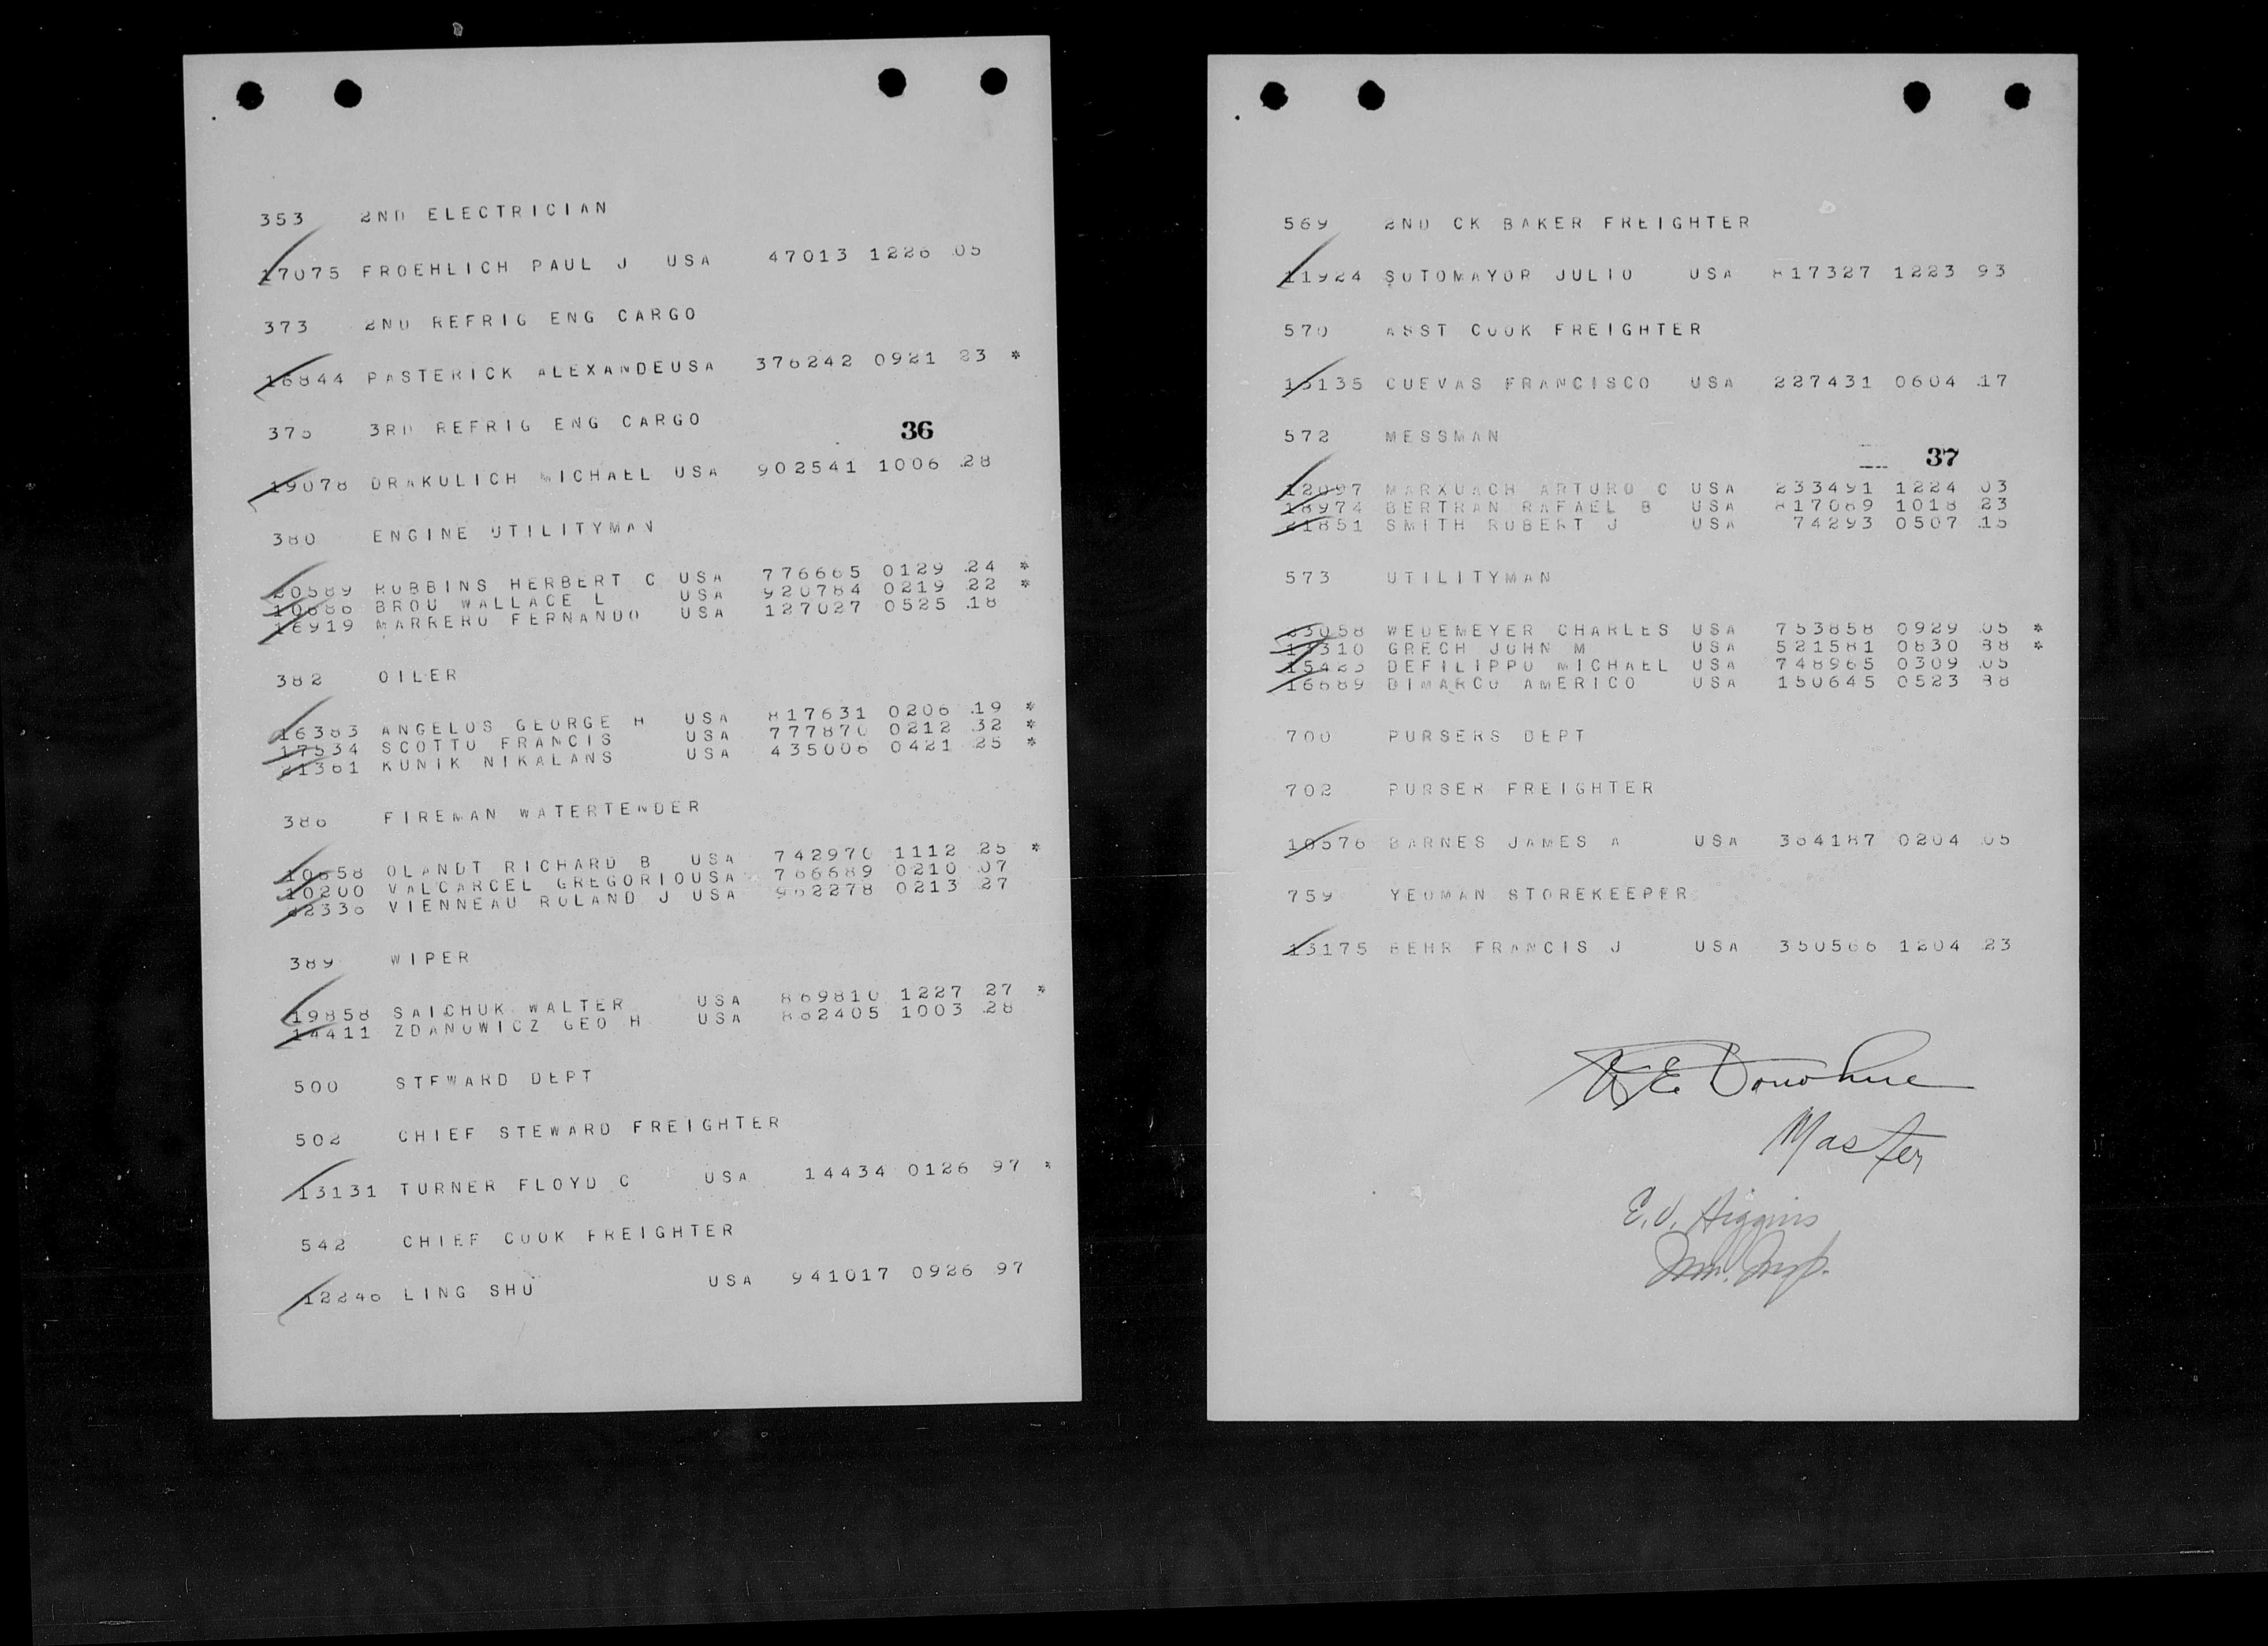 353 2ND ELECTRICIAN
17075 FROEHLICH PAUL J USA 47013 1226 05
373 2ND REFRIG ENG CARGO
16844 PASTERICK ALEXANDEUSA 376242 0921 23 *
375 3RD REFRIG ENG CARGO
36
19078 DRAKULICH MICHAEL USA 902541 1006 28
380 ENGINE UTILITYMAN
20589 ROBBINS HERBERT C USA 776665 0129 24 *
10686 BROU WALLACE L USA 920784 0219 22 *
16919 MARRERO FERNANDO USA 127027 0525 18
382 OILER
16383 ANGELOS GEORGE H USA 817631 0206 19 *
17534 SCOTTO FRANCIS USA 777870 0212 32 *
21361 KUNIK NIKALANS USA 435006 0421 25 *
386 FIREMAN WATERTENDER
10658 OLANDT RICHARD B USA 742970 1112 25 *
10200 VALCARCEL GREGORIOUSA 766689 0210 07
22336 VIENNEAU ROLAND J USA 962278 0213 27
389 WIPER
19858 SAICHUK WALTER USA 869810 1227 27 *
14411 ZDANOWICZ GEO H USA 862405 1003 28
500 STEWARD DEPT
502 CHIEF STEWARD FREIGHTER
13131 TURNER FLOYD C USA 14434 0126 97 *
542 CHIEF COOK FREIGHTER
12246 LING SHU USA 941017 0926 97
569 2ND CK BAKER FREIGHTER
11924 SOTOMAYOR JULIO USA 817327 1223 93
570 ASST COOK FREIGHTER
15135 CUEVAS FRANCISCO USA 227431 0604 17
572 MESSMAN
37
12097 MARXUACH ARTURO C USA 233491 1224 03
18974 BERTRAN RAFAEL B USA 817089 1018 23
21851 SMITH ROBERT J USA 74293 0507 15
573 UTILITYMAN
23058 WEDEMEYER CHARLES USA 753858 0929 05 *
GRECH JOHN M USA 521581 0830 88 *
15423 DEFILIPPO MICHAEL USA 748965 0309 05
16689 DIMARCO AMERICO USA 150645 0523 88
700 PURSERS DEPT
702 PURSER FREIGHTER
10576 BARNES JAMES A USA 364187 0204 05
759 YEOMAN STOREKEEPER
13175 BEHR FRANCIS J USA 350566 1204 23
E. Donohue
Master
E. J. Higgins
Imm. Insp.